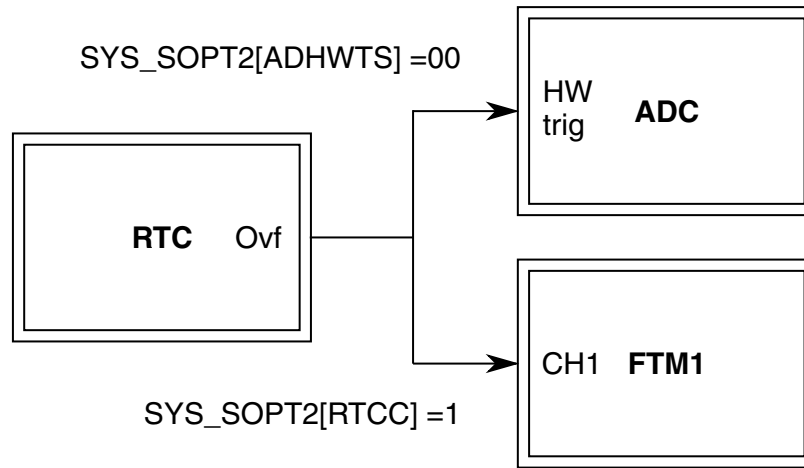 SYS_SOPT2[ADHWTS] =00
HW
trig
ADC
RTC Ovf
CH1 FTM1
SYS_SOPT2[RTCC] =1